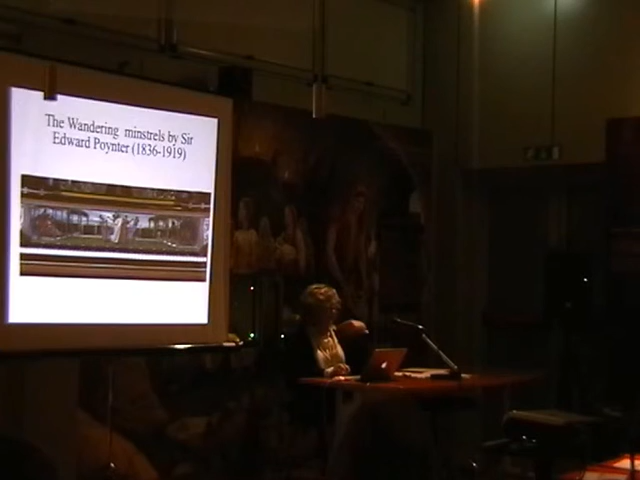 The Wandering minstrels by Sir
Edward Poynter (1836-1919)